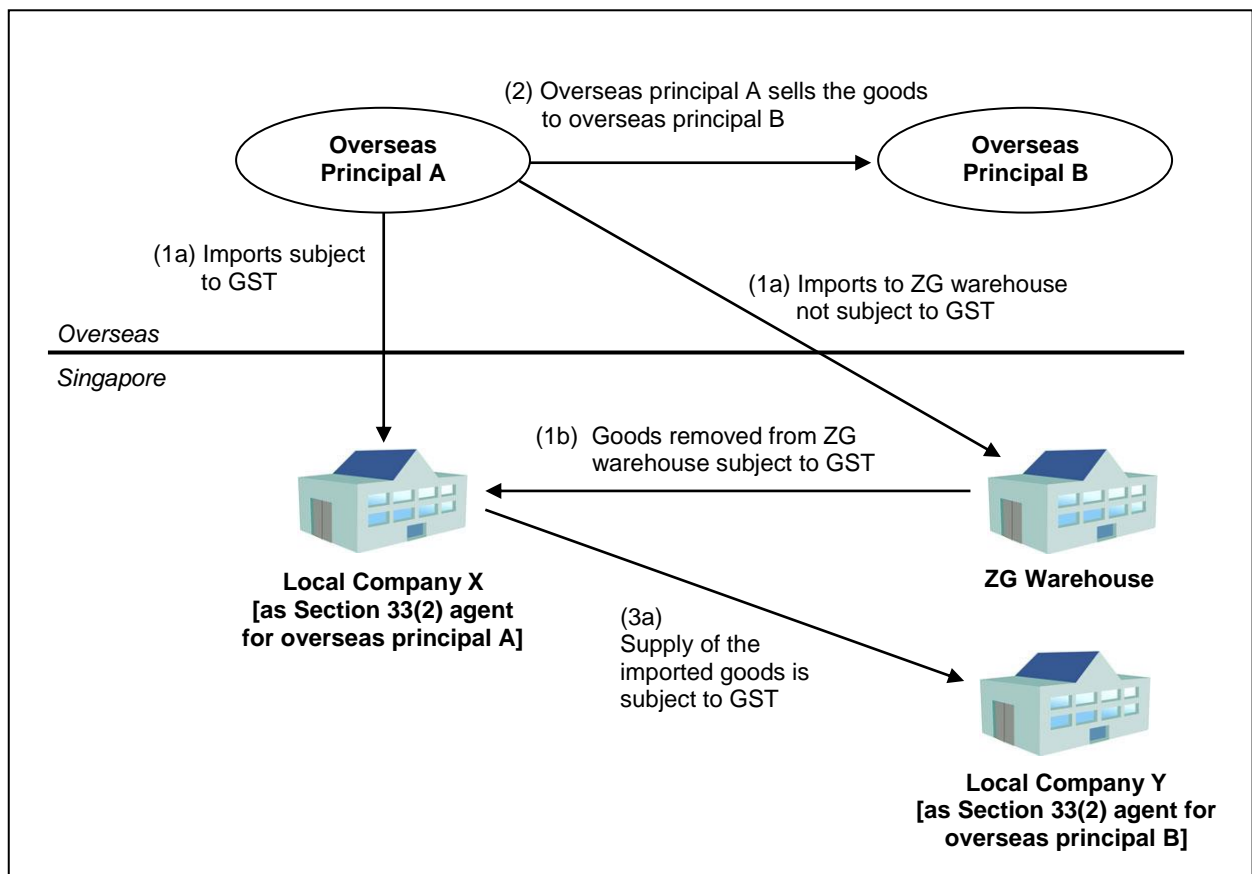 (2) Overseas principal A sells the goods
to overseas principal B
Overseas
Principal A
Overseas
Principal B
(1a) Imports subject
to GST
(1a) Imports to ZG warehouse
not subject to GST
Overseas
Singapore
(1b) Goods removed from ZG
warehouse subject to GST
Local Company X
[as Section 33(2) agent
for overseas principal A]
ZG Warehouse
(3a)
Supply of the
imported goods is
subject to GST
Local Company Y
[as Section 33(2) agent for
overseas principal B]